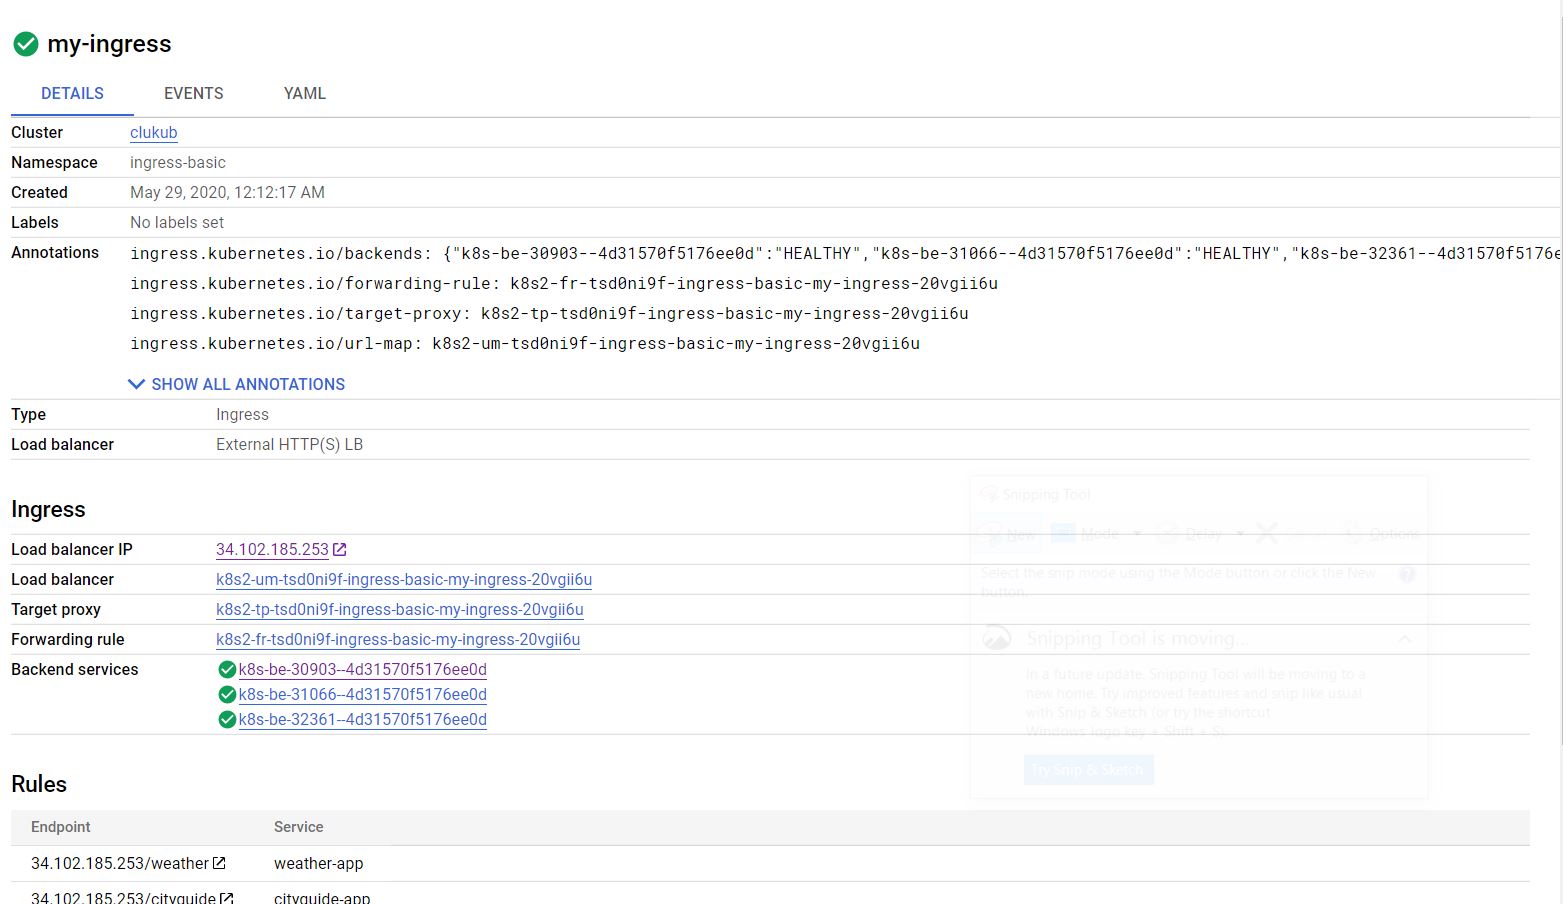 my-ingress
DETAILS EVENTS YAML
Cluster clukub
Namespace ingress-basic
Created May 29, 2020, 12:12:17 AM
Labels No labels set
Annotations ingress.kubernetes.io/backends: {"k8s-be-30903--4d31570f5176ee0d":"HEALTHY","k8s-be-31066--4d31570f5176ee0d":"HEALTHY","k8s-be-32361--4d31570f5176e
ingress.kubernetes.io/forwarding-rule: k8s2-fr-tsd0ni9f-ingress-basic-my-ingress-20vgii6u
ingress.kubernetes.io/target-proxy: k8s2-tp-tsd0ni9f-ingress-basic-my-ingress-20vgii6u
ingress.kubernetes.io/url-map: k8s2-um-tsd0ni9f-ingress-basic-my-ingress-20vgii6u
SHOW ALL ANNOTATIONS
Type Ingress
Load balancer External HTTP(S) LB
Ingress
Load balancer IP 34.102.185.253
Load balancer k8s2-um-tsd0ni9f-ingress-basic-my-ingress-20vgii6u
Target proxy k8s2-tp-tsd0ni9f-ingress-basic-my-ingress-20vgii6u
Forwarding rule k8s2-fr-tsd0ni9f-ingress-basic-my-ingress-20vgii6u
Backend services k8s-be-30903--4d31570f5176ee0d
k8s-be-31066--4d31570f5176ee0d
k8s-be-32361--4d31570f5176ee0d
Snipping Tool
New Mode Delay Options
Select the snip mode using the Mode button or click the New
button.
Snipping Tool is moving...
In a future update, Snipping Tool will be moving to a
new home. Try improved features and snip like usual
with Snip & Sketch (or try the shortcut
Windows logo key + Shift + S).
Try Snip & Sketch
Rules
Endpoint Service
34.102.185.253/weather weather-app
34.102.185.253/cityguide cityguide-app